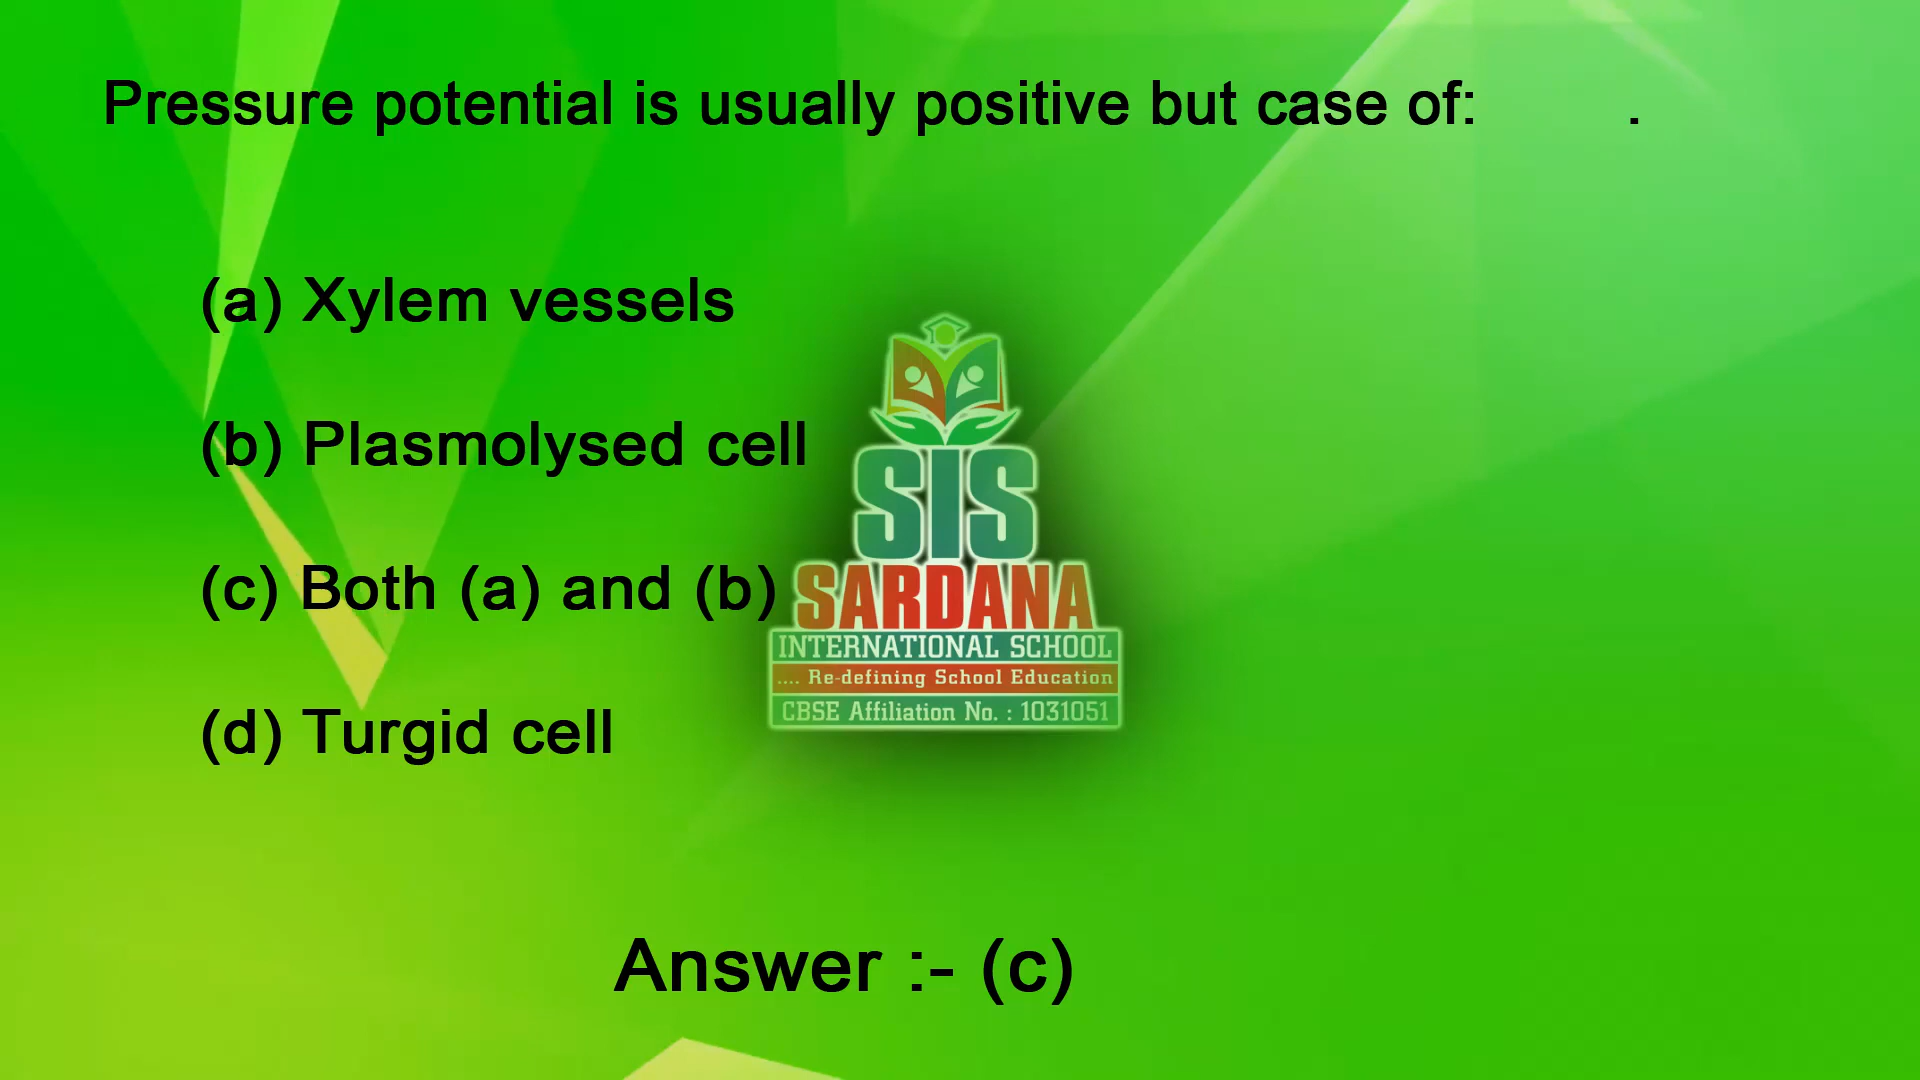 Pressure potential is usually positive but case of: .
(a) Xylem vessels
(b) Plasmolysed cell
(c) Both (a) and (b)
(d) Turgid cell
SIS
SARDANA
INTERNATIONAL SCHOOL
.... Re-defining School Education
CBSE Affiliation No. : 1031051
Answer :- (c)